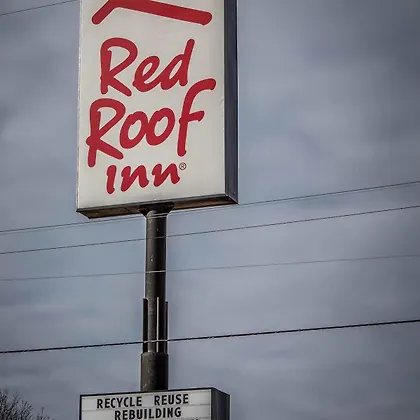 Red
Roof
inn®
RECYCLE REUSE
REBUILDING